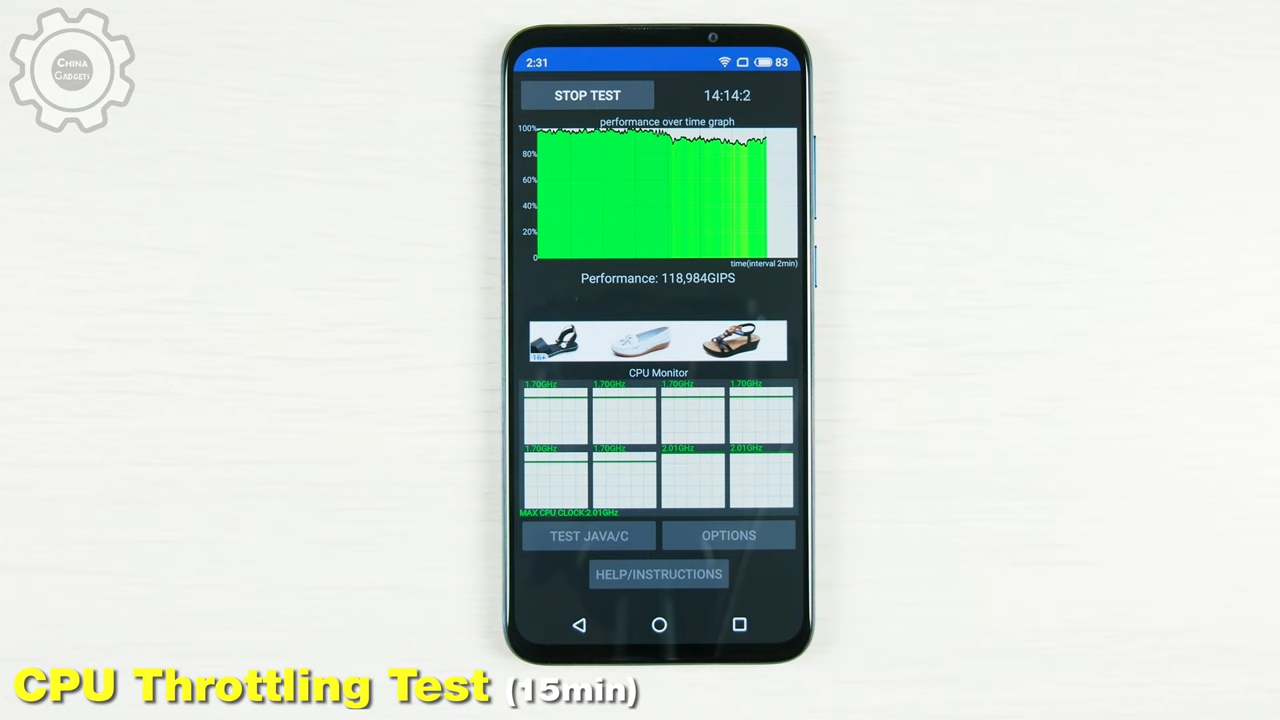 China
Gadgets
2:31
83
STOP TEST
14:14:2
performance over time graph
100%
80%
60%
40%
20%
0
time(interval 2min)
Performance: 118,984GIPS
16+
CPU Monitor
1.70GHz 1.70GHz 1.70GHz 1.70GHz
1.70GHz 1.70GHz 2.01GHz 2.01GHz
MAX CPU CLOCK:2.01GHz
TEST JAVA/C
OPTIONS
HELP/INSTRUCTIONS
CPU Throttling Test (15min)